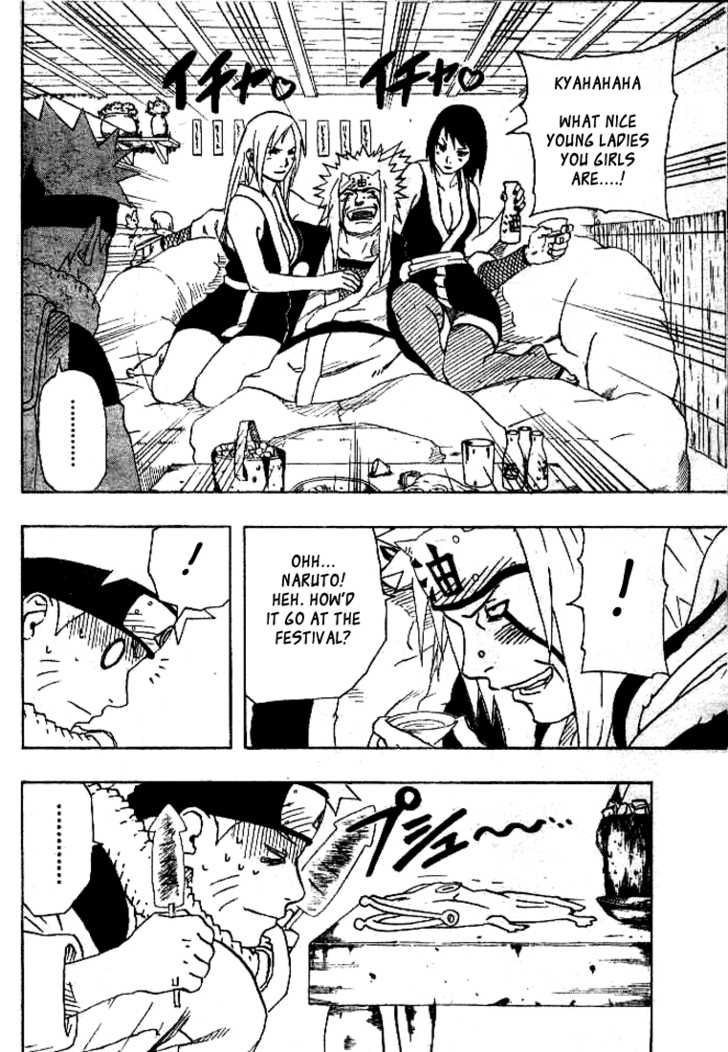 イチャ♡
イチャ♡
KYAHAHAHA
WHAT NICE
YOUNG LADIES
YOU GIRLS
ARE....!
油
.........
!
OHH...
NARUTO!
HEH. HOW'D
IT GO AT THE
FESTIVAL?
油
!
.........
プシュ〜〜...